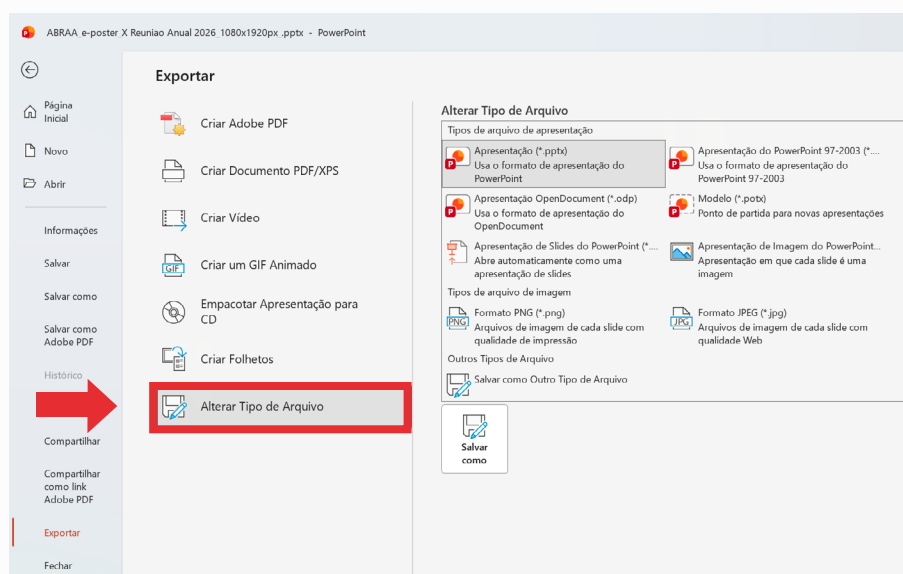 ABRAA_e-poster_X Reuniao Anual 2026_1080x1920px_.pptx - PowerPoint
Exportar
Página
Inicial
Novo
Abrir
Informações
Salvar
Salvar como
Salvar como
Adobe PDF
Histórico
Compartilhar
Compartilhar
como link
Adobe PDF
Exportar
Fechar
Criar Adobe PDF
Criar Documento PDF/XPS
Criar Vídeo
GIF
Criar um GIF Animado
Empacotar Apresentação para
CD
Criar Folhetos
Alterar Tipo de Arquivo
Alterar Tipo de Arquivo
Tipos de arquivo de apresentação
Apresentação (*.pptx)
Usa o formato de apresentação do
PowerPoint
Apresentação do PowerPoint 97-2003 (*....
Usa o formato de apresentação do
PowerPoint 97-2003
Apresentação OpenDocument (*.odp)
Usa o formato de apresentação do
OpenDocument
Modelo (*.potx)
Ponto de partida para novas apresentações
Apresentação de Slides do PowerPoint (*....
Abre automaticamente como uma
apresentação de slides
Apresentação de Imagem do PowerPoint...
Apresentação em que cada slide é uma
imagem
Tipos de arquivo de imagem
PNG
Formato PNG (*.png)
Arquivos de imagem de cada slide com
qualidade de impressão
JPG
Formato JPEG (*.jpg)
Arquivos de imagem de cada slide com
qualidade Web
Outros Tipos de Arquivo
Salvar como Outro Tipo de Arquivo
Salvar
como